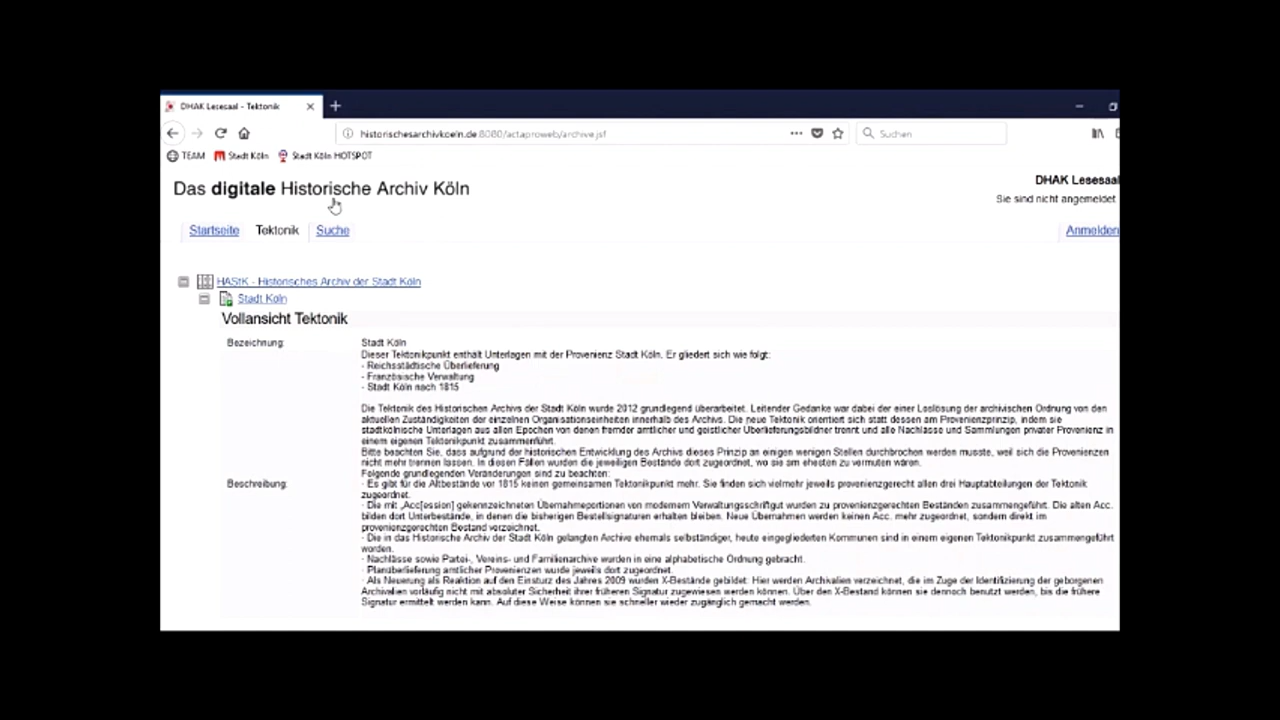 DHAK Lesesaal - Tektonik
historischesarchivkoeln.de:8080/actaproweb/archive.jsf
Suchen
TEAM Stadt Köln Stadt Köln HOTSPOT
Das digitale Historische Archiv Köln
DHAK Lesesaal
Sie sind nicht angemeldet
Startseite Tektonik Suche Anmelden
HAStK - Historisches Archiv der Stadt Köln
Stadt Köln
Vollansicht Tektonik
Bezeichnung: Stadt Köln
Dieser Tektonikpunkt enthält Unterlagen mit der Provenienz Stadt Köln. Er gliedert sich wie folgt:
- Reichsstädtische Überlieferung
- Französische Verwaltung
- Stadt Köln nach 1815
Die Tektonik des Historischen Archivs der Stadt Köln wurde 2012 grundlegend überarbeitet. Leitender Gedanke war dabei der einer Loslösung der archivischen Ordnung von den
aktuellen Zuständigkeiten der einzelnen Organisationseinheiten innerhalb des Archivs. Die neue Tektonik orientiert sich statt dessen am Provenienzprinzip, indem sie
stadtkölnische Unterlagen aus allen Epochen von denen fremder amtlicher und geistlicher Überlieferungsbildner trennt und alle Nachlässe und Sammlungen privater Provenienz in
einem eigenen Tektonikpunkt zusammenführt.
Bitte beachten Sie, dass aufgrund der historischen Entwicklung des Archivs dieses Prinzip an einigen wenigen Stellen durchbrochen werden musste, weil sich die Provenienzen
nicht mehr trennen lassen. In diesen Fällen wurden die jeweiligen Bestände dort zugeordnet, wo sie am ehesten zu vermuten wären.
Folgende grundlegenden Veränderungen sind zu beachten:
Beschreibung: · Es gibt für die Altbestände vor 1815 keinen gemeinsamen Tektonikpunkt mehr. Sie finden sich vielmehr jeweils provenienzgerecht allen drei Hauptabteilungen der Tektonik
zugeordnet.
· Die mit „Acc[ession] gekennzeichneten Übernahmeportionen von modernem Verwaltungsschriftgut wurden zu provenienzgerechten Beständen zusammengeführt. Die alten Acc.
bilden dort Unterbestände, in denen die bisherigen Bestellsignaturen erhalten bleiben. Neue Übernahmen werden keinen Acc. mehr zugeordnet, sondern direkt im
provenienzgerechten Bestand verzeichnet.
· Die in das Historische Archiv der Stadt Köln gelangten Archive ehemals selbständiger, heute eingegliederten Kommunen sind in einem eigenen Tektonikpunkt zusammengeführt
worden.
· Nachlässe sowie Partei-, Vereins- und Familienarchive wurden in eine alphabetische Ordnung gebracht.
· Planüberlieferung amtlicher Provenienzen wurde jeweils dort zugeordnet.
· Als Neuerung als Reaktion auf den Einsturz des Jahres 2009 wurden X-Bestände gebildet: Hier werden Archivalien verzeichnet, die im Zuge der Identifizierung der geborgenen
Archivalien vorläufig nicht mit absoluter Sicherheit ihrer früheren Signatur zugewiesen werden können. Über den X-Bestand können sie dennoch benutzt werden, bis die frühere
Signatur ermittelt werden kann. Auf diese Weise können sie schneller wieder zugänglich gemacht werden.